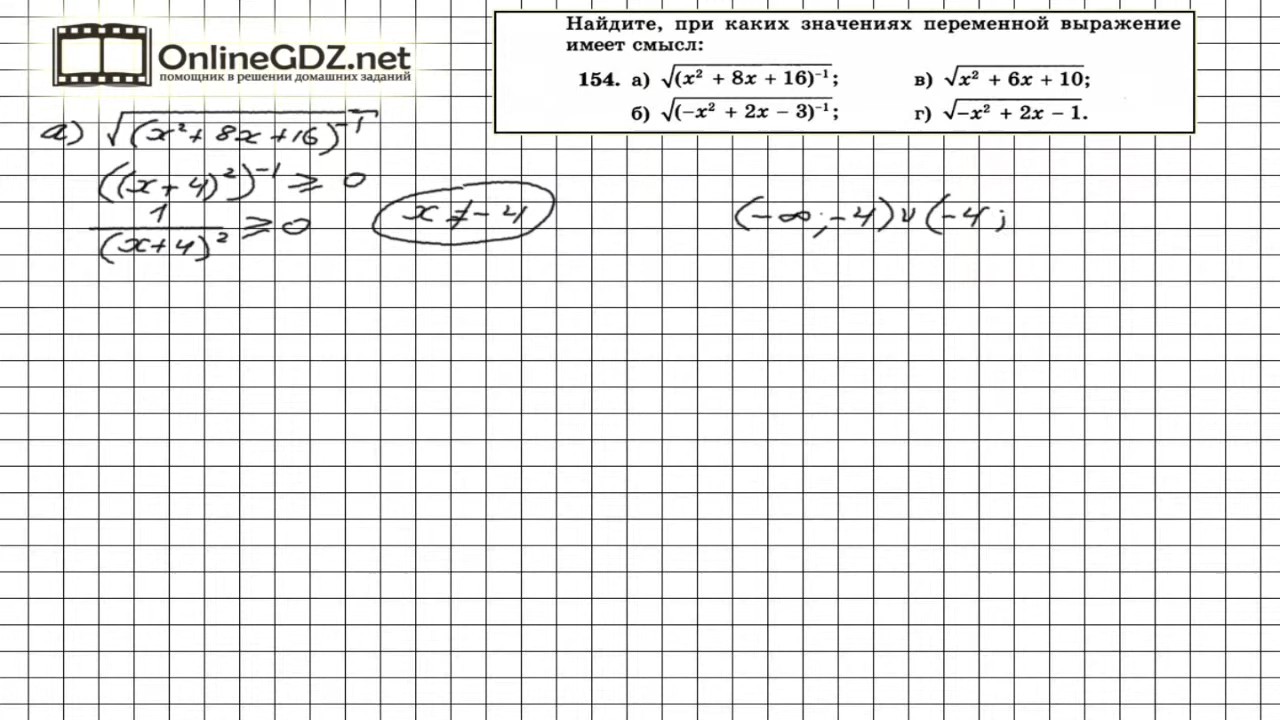 OnlineGDZ.net
помощник в решении домашних заданий
Найдите, при каких значениях переменной выражение
имеет смысл:
154. а) √(x² + 8x + 16)⁻¹; в) √x² + 6x + 10;
б) √(−x² + 2x − 3)⁻¹; г) √−x² + 2x − 1.
а) √(x² + 8x + 16)⁻¹
((x + 4)²)⁻¹ ≥ 0
1/(x+4)² ≥ 0 x ≠ −4 (−∞; −4) ∪ (−4;